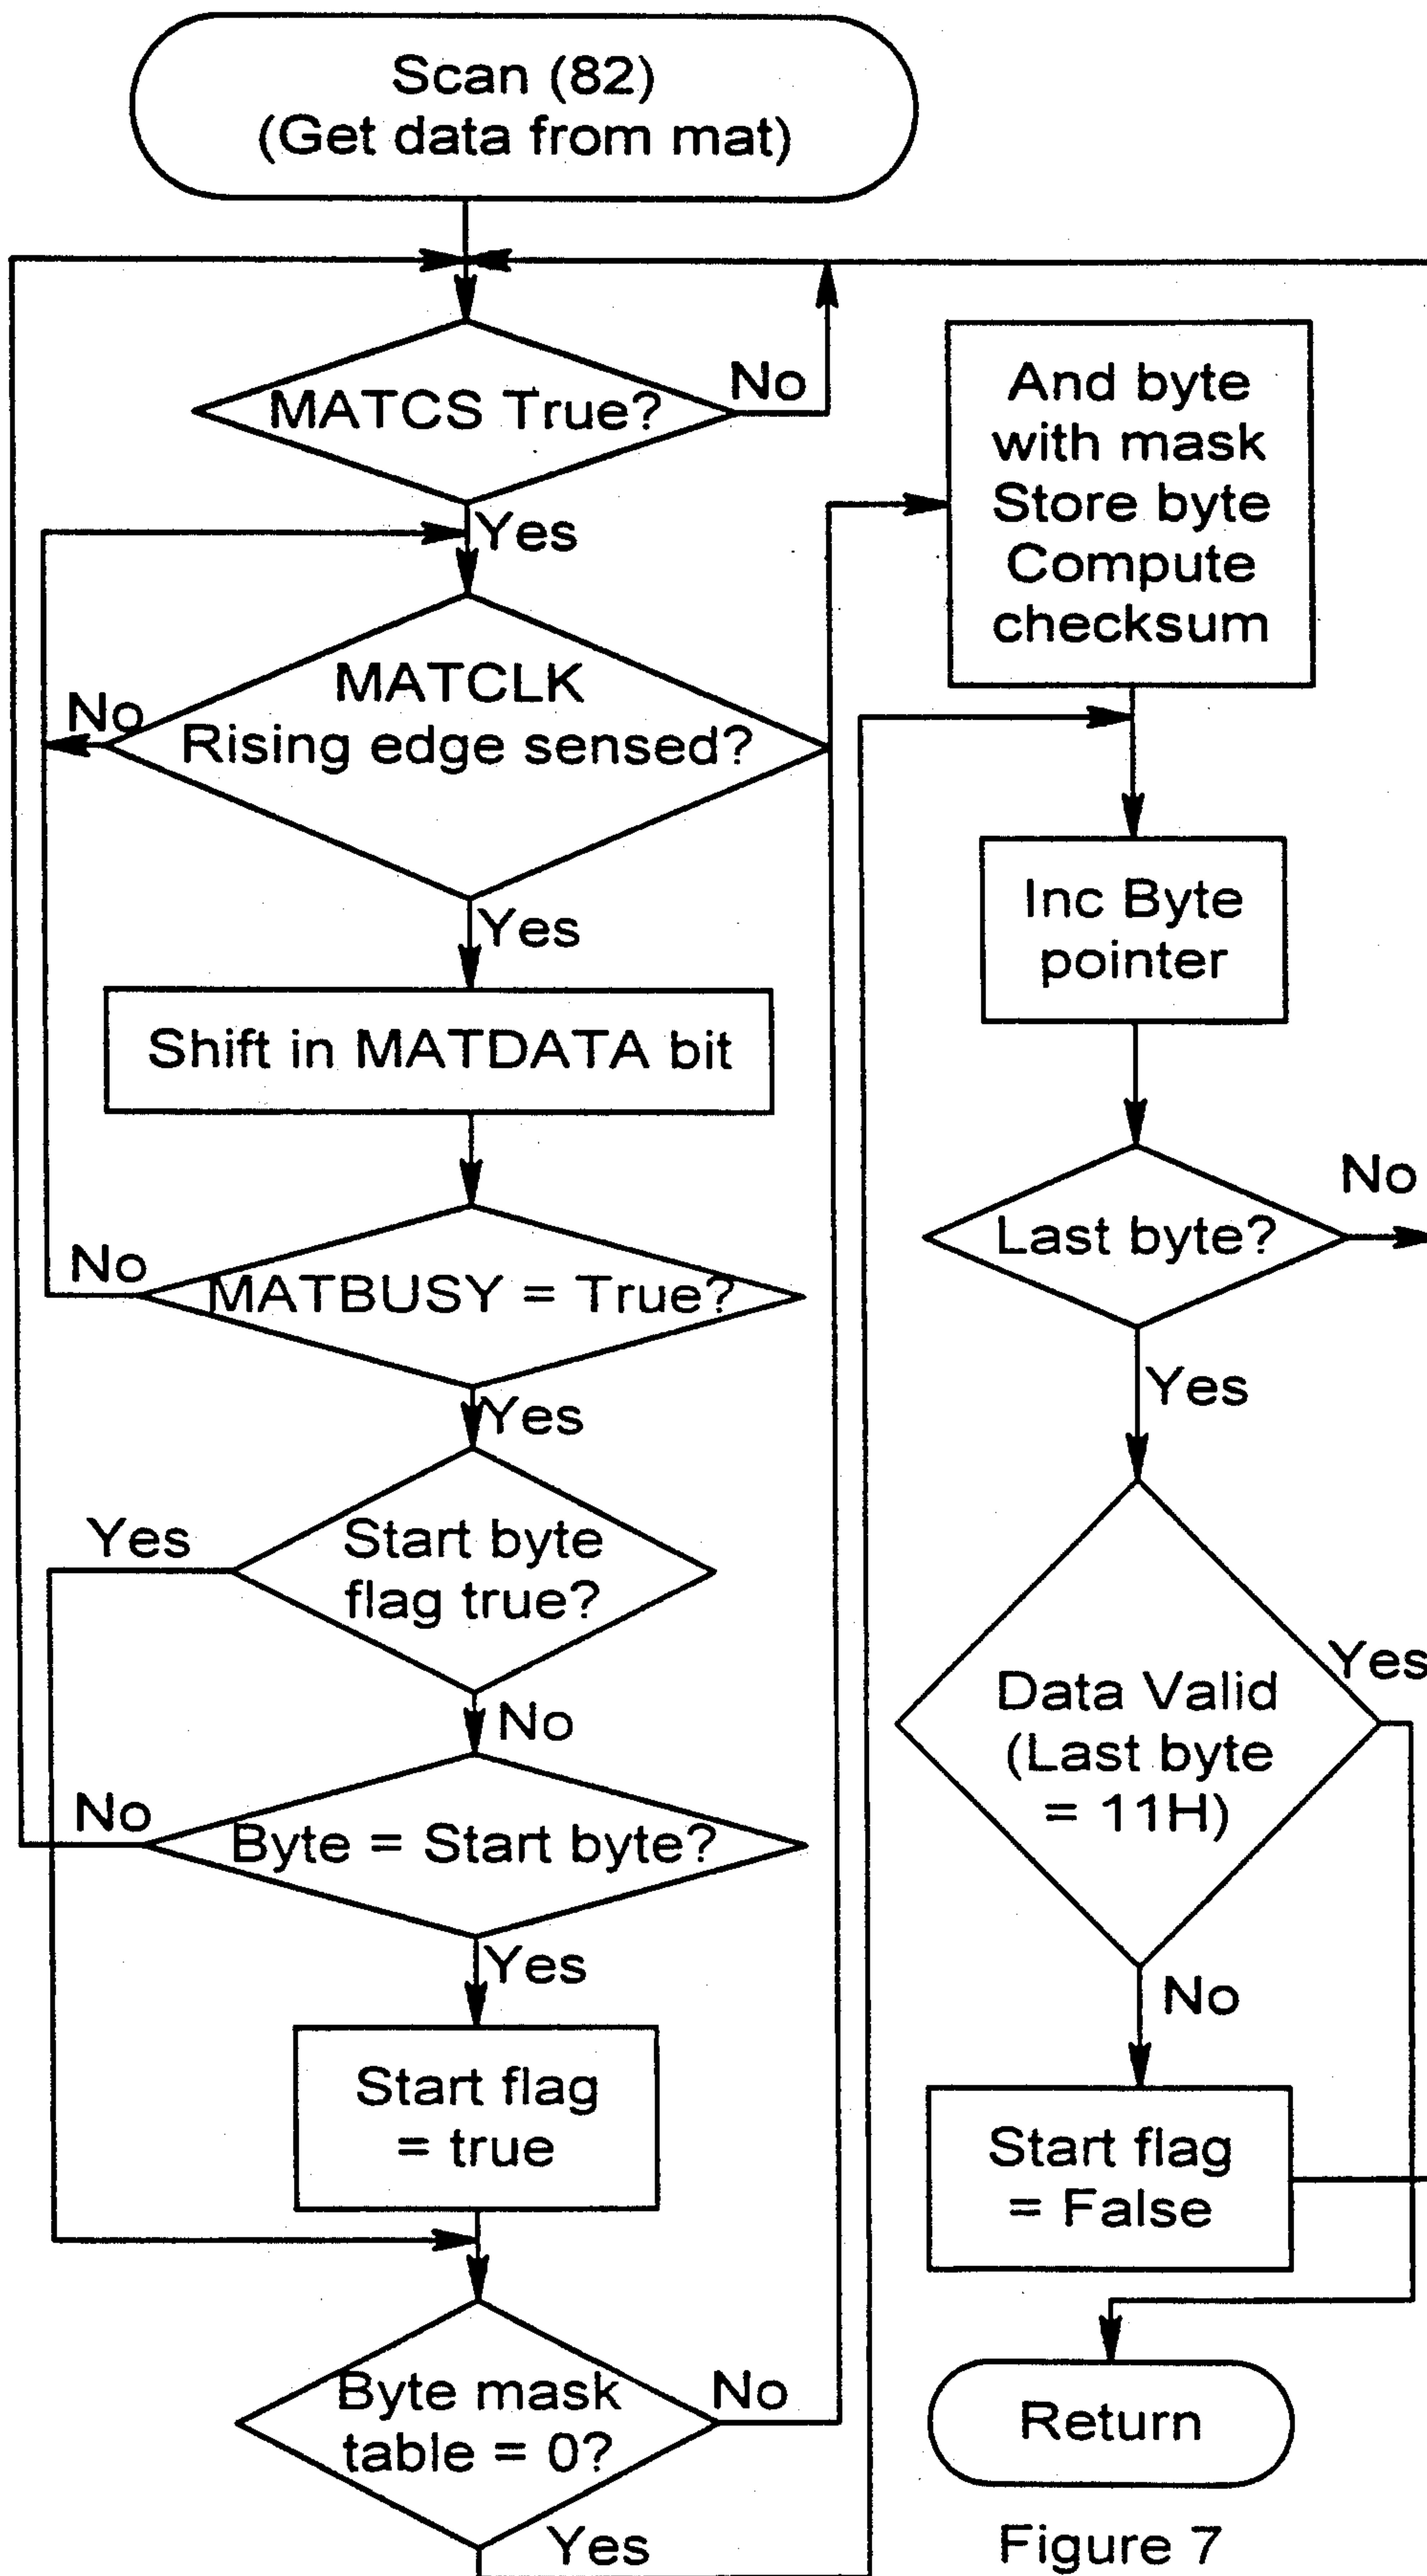 Scan (82)
(Get data from mat)
MATCS True?
No
Yes
MATCLK
Rising edge sensed?
No
Yes
Shift in MATDATA bit
MATBUSY = True?
No
Yes
Start byte
flag true?
Yes
No
Byte = Start byte?
No
Yes
Start flag
= true
Byte mask
table = 0?
No
Yes
And byte
with mask
Store byte
Compute
checksum
Inc Byte
pointer
Last byte?
No
Yes
Data Valid
(Last byte
= 11H)
Yes
No
Start flag
= False
Return
Figure 7